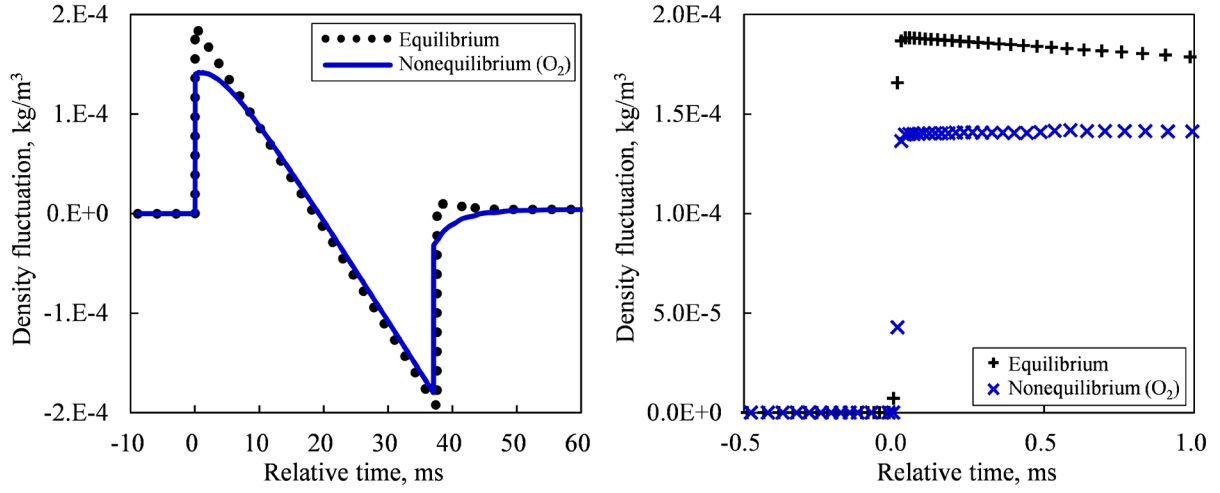 2.E-4
1.E-4
0.E+0
-1.E-4
-2.E-4
Density fluctuation, kg/m³
Equilibrium
Nonequilibrium (O₂)
-10 0 10 20 30 40 50 60
Relative time, ms
2.0E-4
1.5E-4
1.0E-4
5.0E-5
0.0E+0
Density fluctuation, kg/m³
Equilibrium
Nonequilibrium (O₂)
-0.5 0.0 0.5 1.0
Relative time, ms